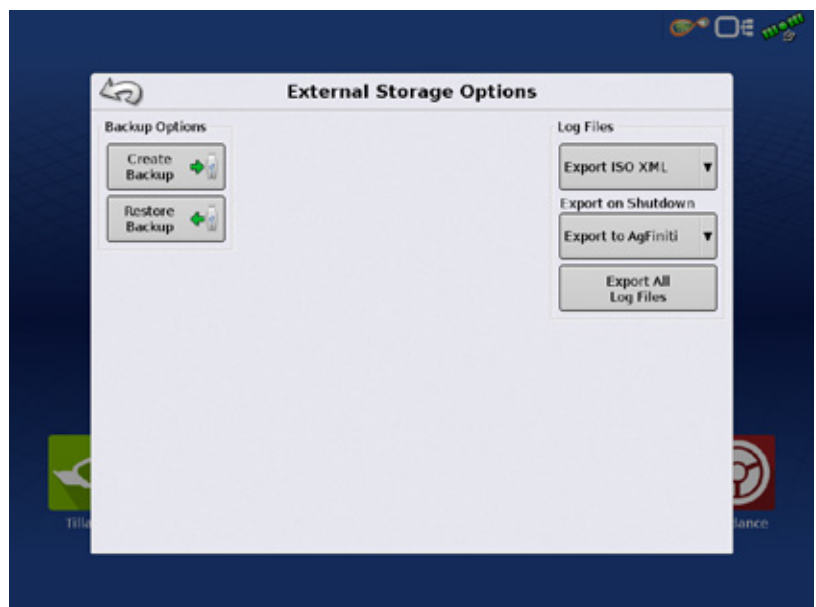 External Storage Options
Backup Options
Create
Backup
Restore
Backup
Log Files
Export ISO XML
Export on Shutdown
Export to AgFiniti
Export All
Log Files
Tilla
dance